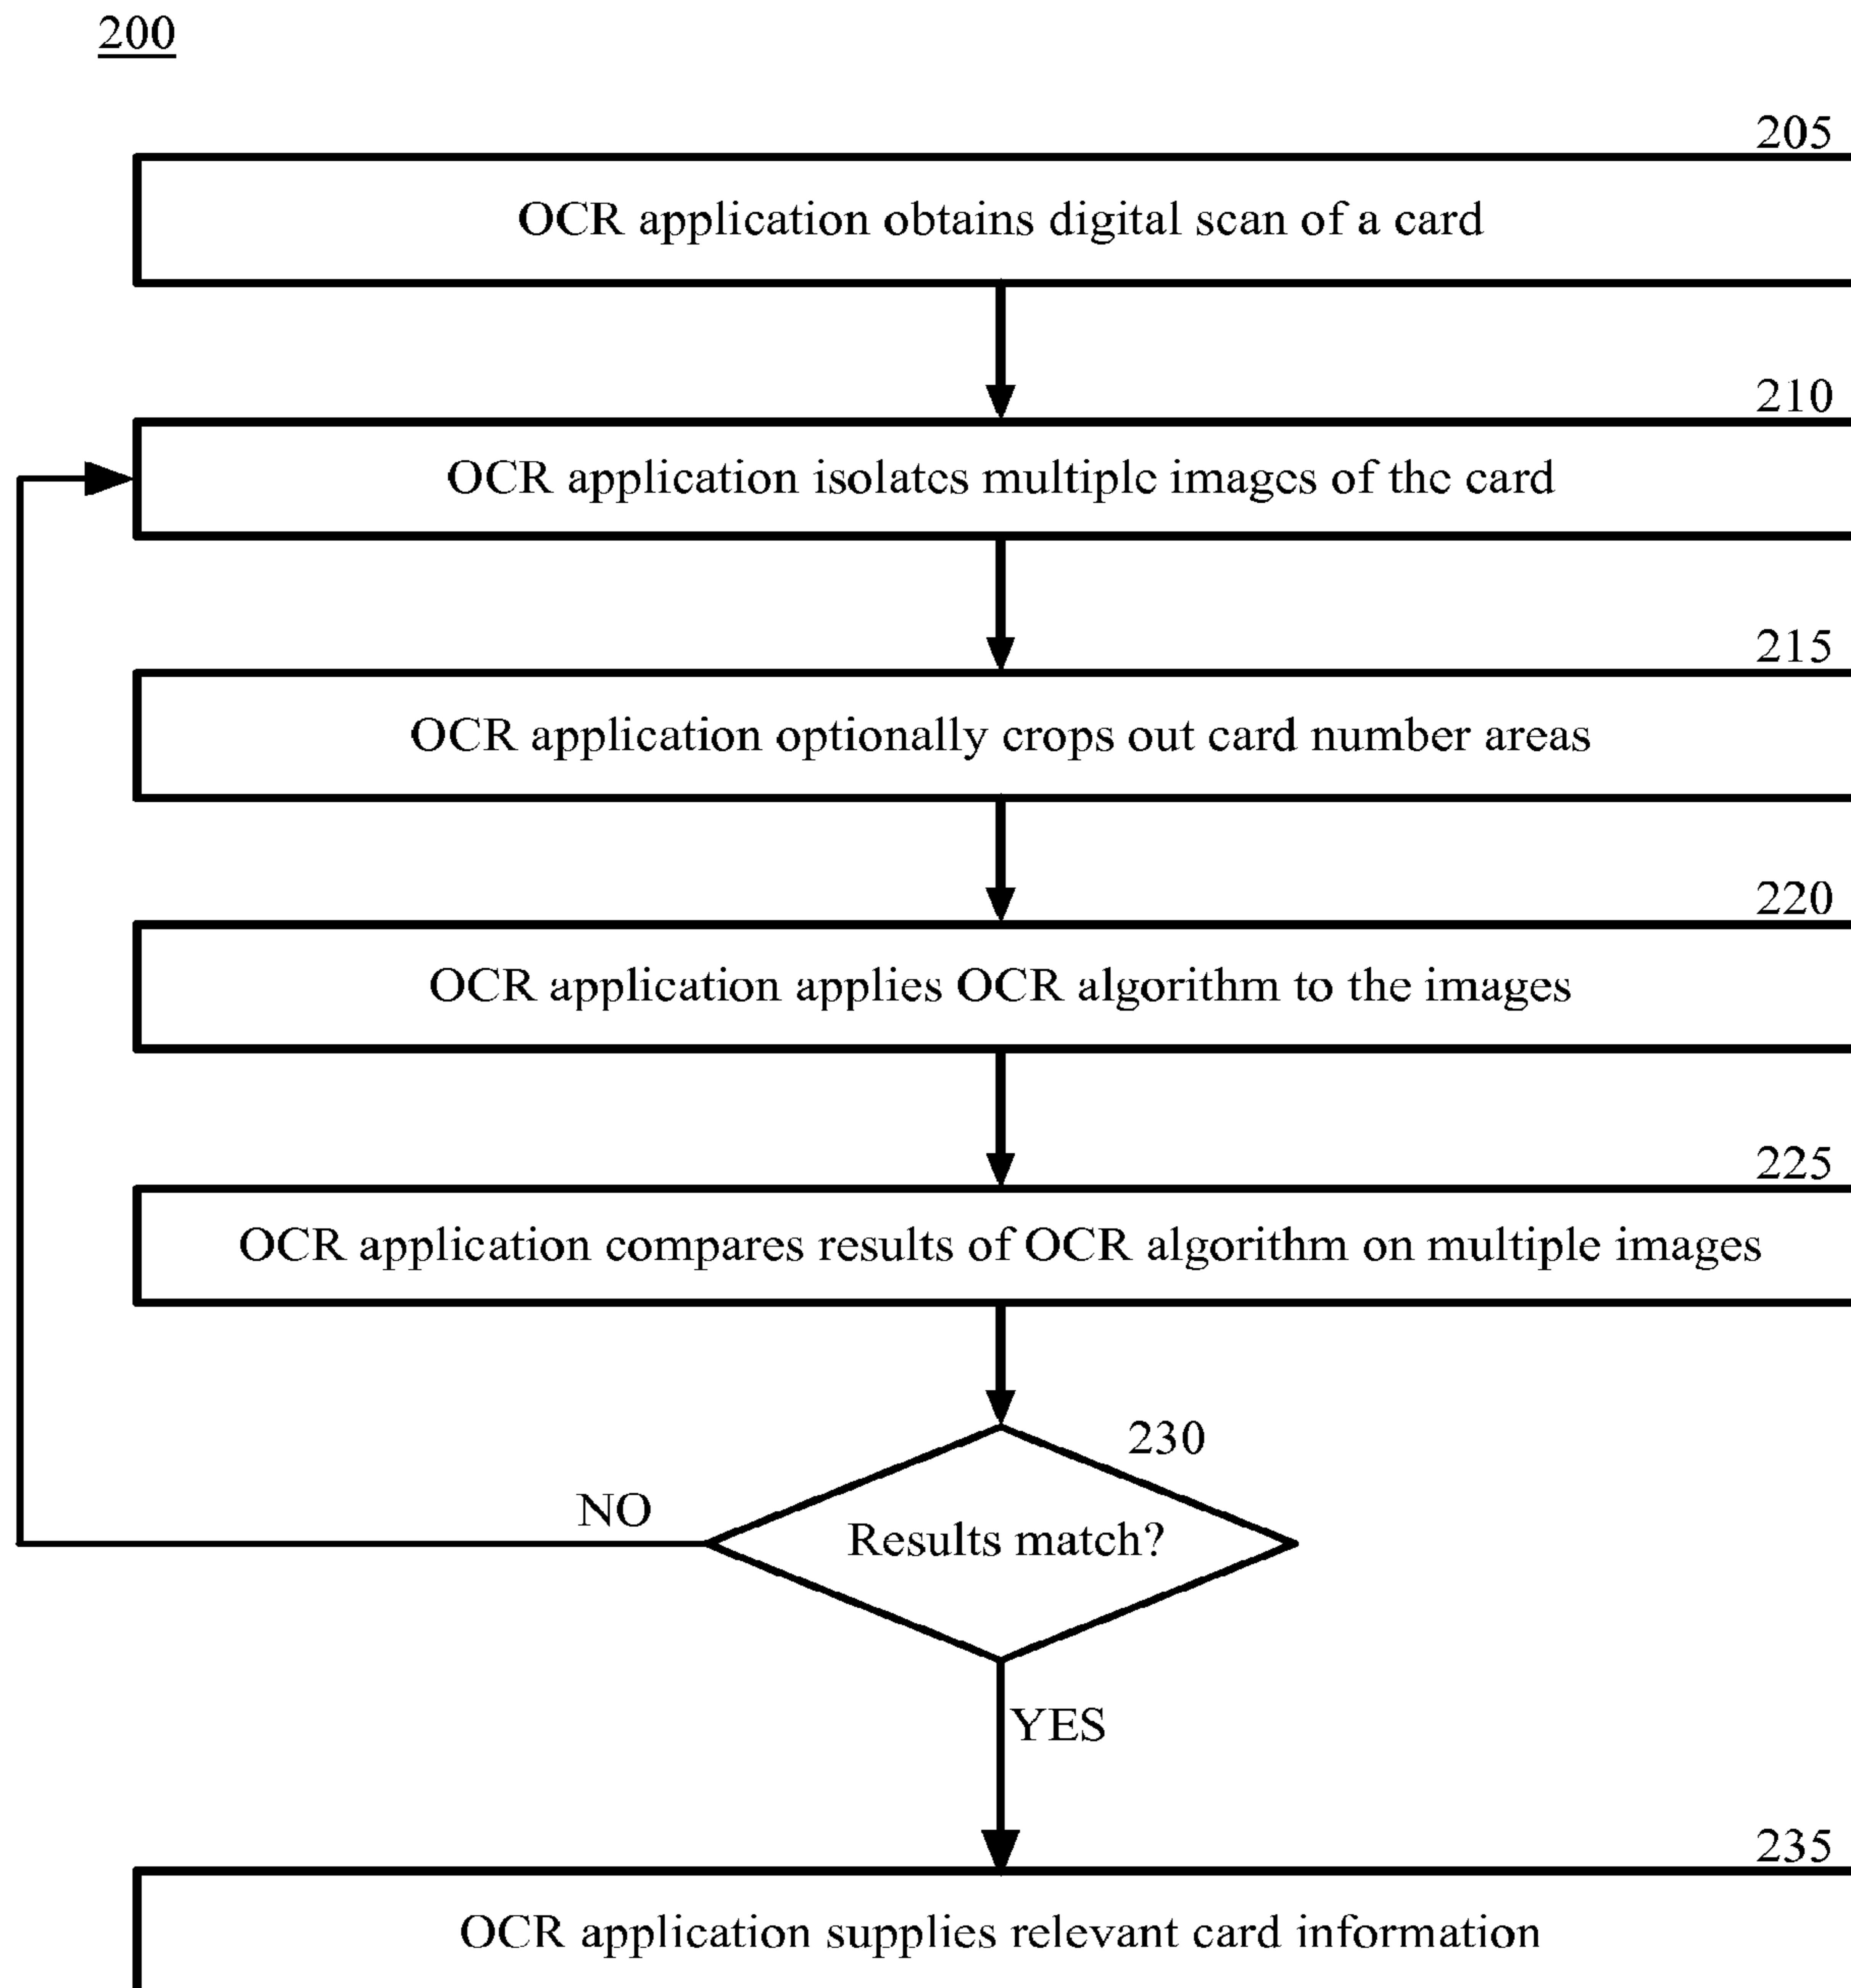 200
205
OCR application obtains digital scan of a card
210
OCR application isolates multiple images of the card
215
OCR application optionally crops out card number areas
220
OCR application applies OCR algorithm to the images
225
OCR application compares results of OCR algorithm on multiple images
230
NO
Results match?
YES
235
OCR application supplies relevant card information